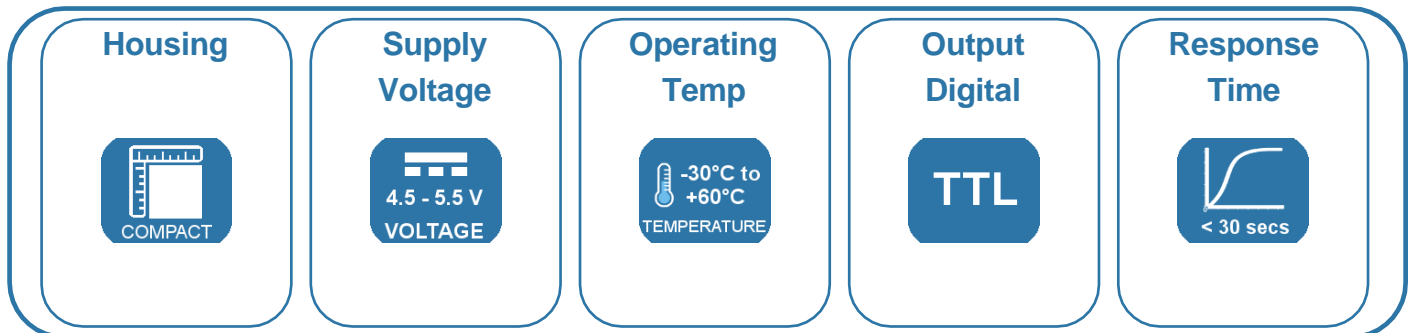 Housing
COMPACT
Supply
Voltage
4.5 - 5.5 V
VOLTAGE
Operating
Temp
-30°C to
+60°C
TEMPERATURE
Output
Digital
TTL
Response
Time
< 30 secs